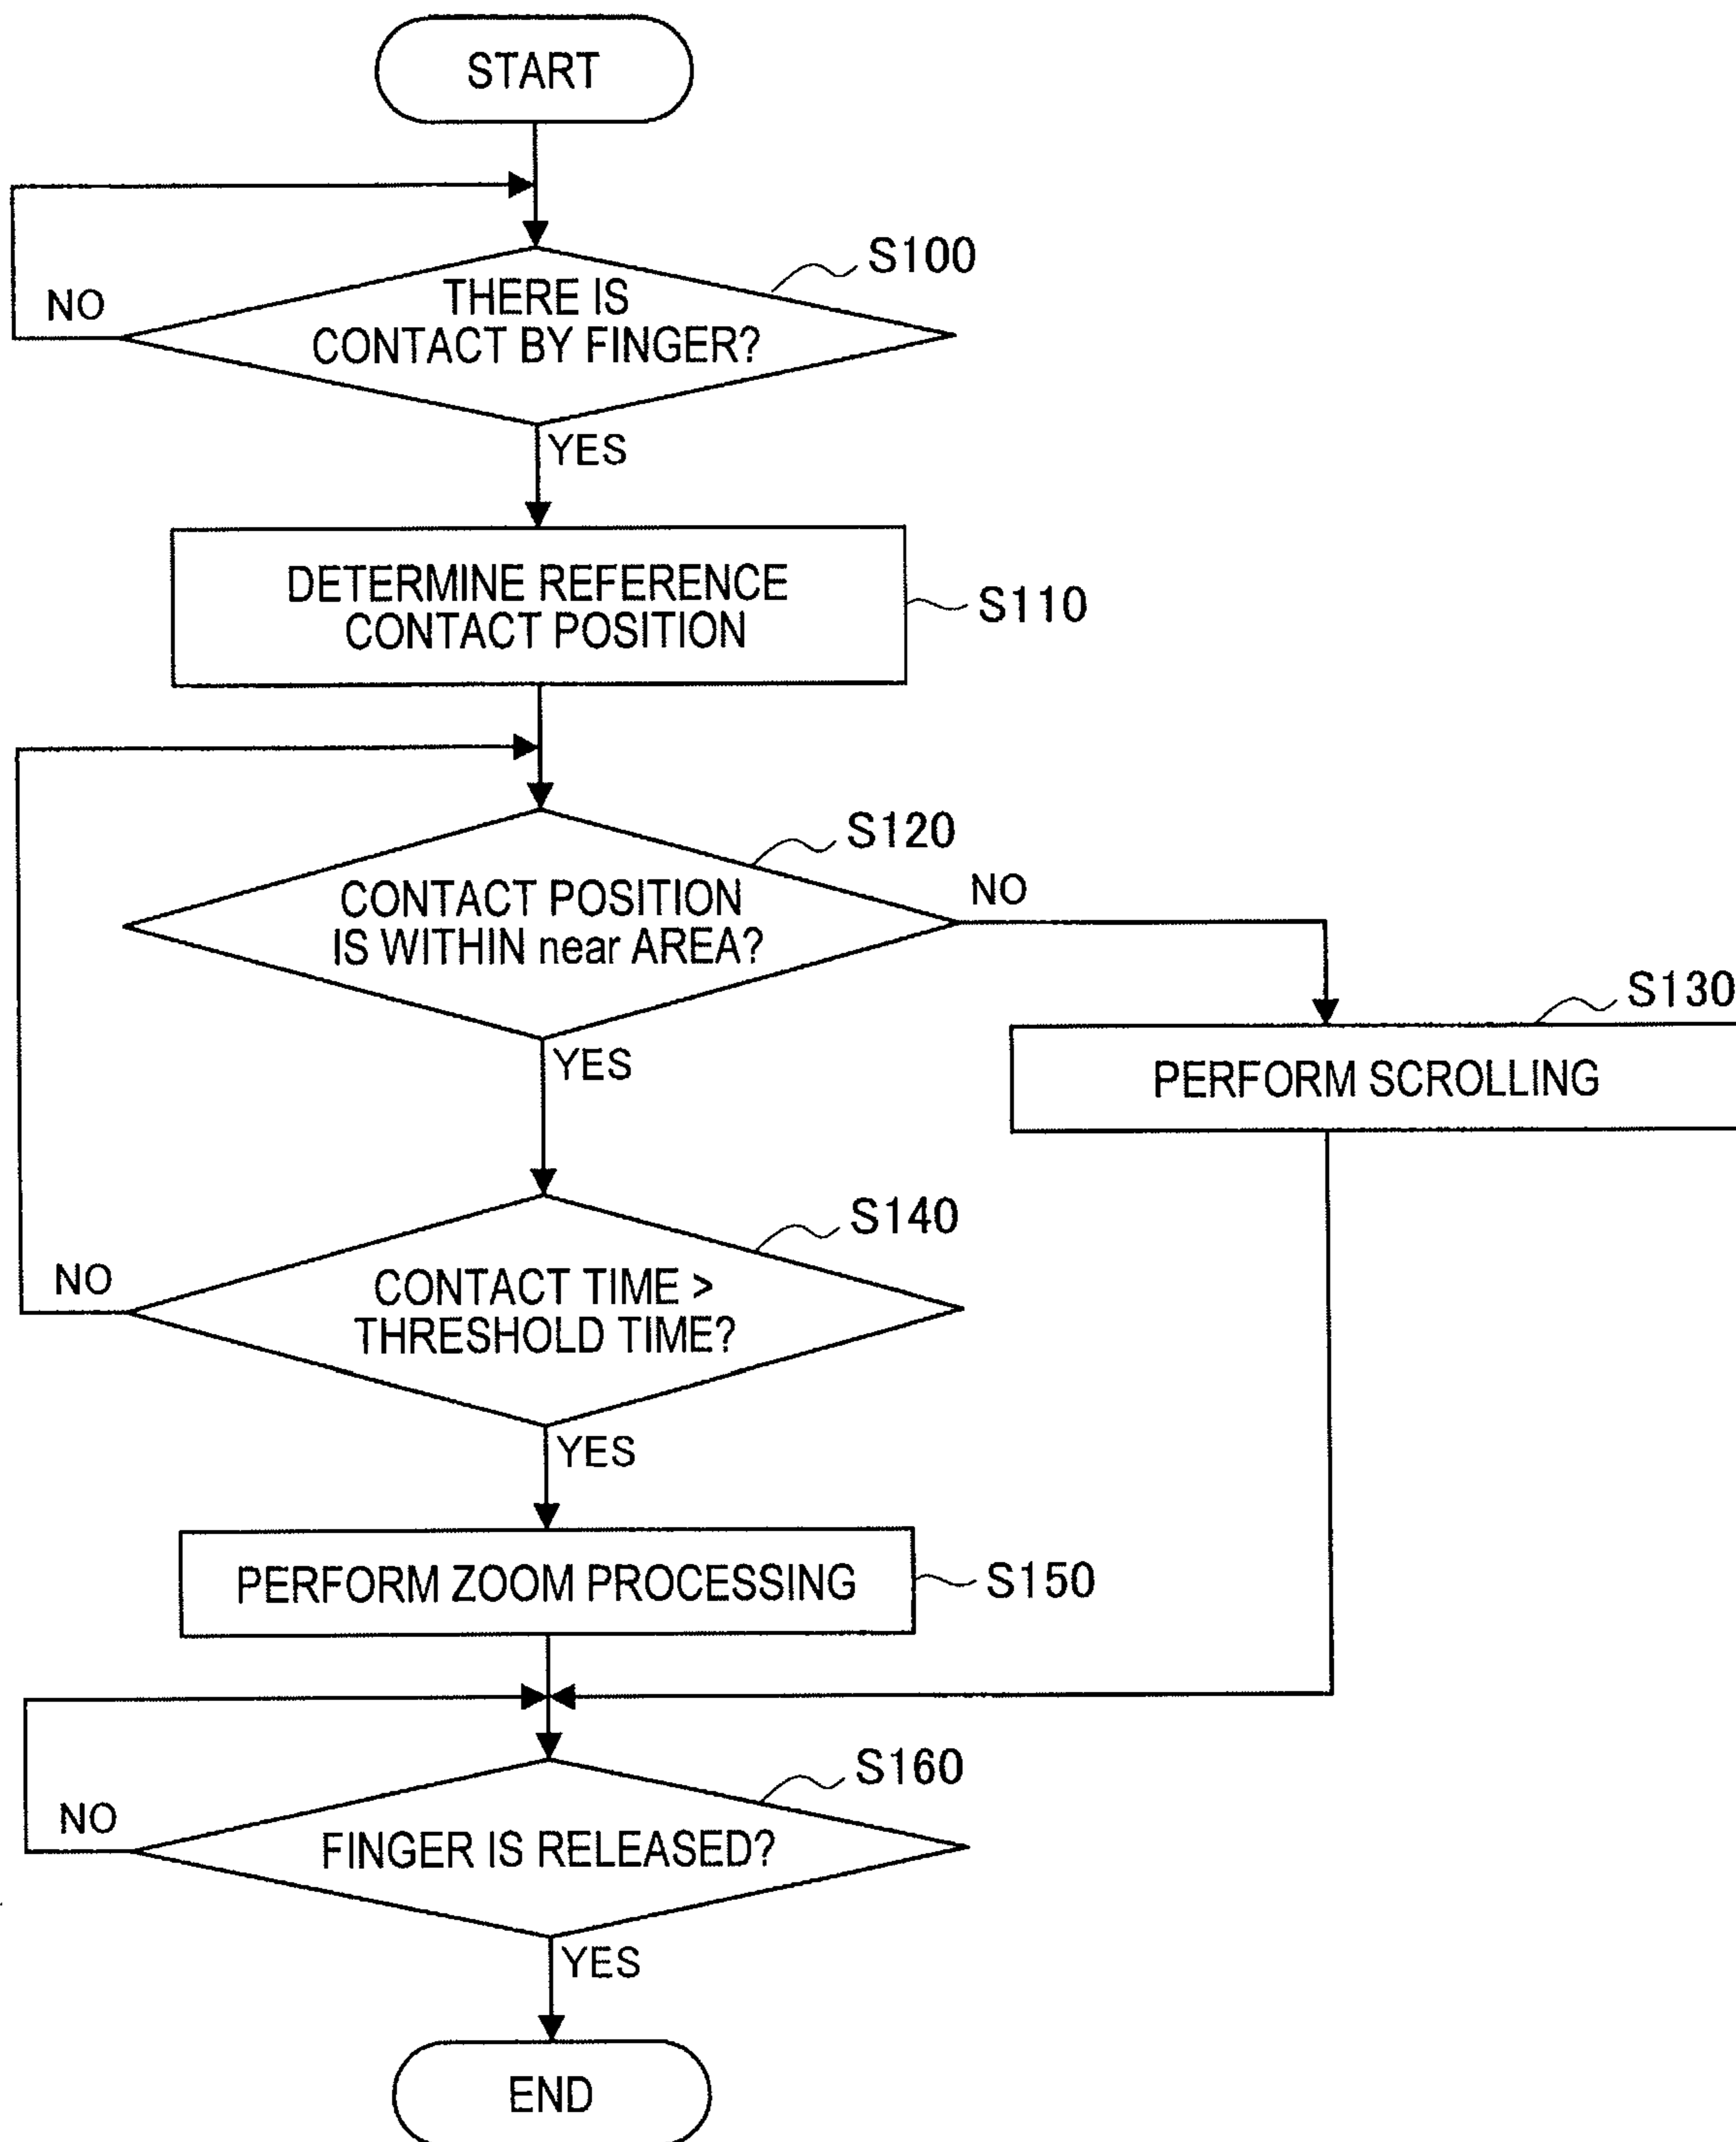 START
S100
THERE IS
CONTACT BY FINGER?
NO
YES
DETERMINE REFERENCE
CONTACT POSITION
S110
S120
CONTACT POSITION
IS WITHIN near AREA?
NO
YES
S130
PERFORM SCROLLING
S140
CONTACT TIME >
THRESHOLD TIME?
NO
YES
PERFORM ZOOM PROCESSING
S150
S160
FINGER IS RELEASED?
NO
YES
END